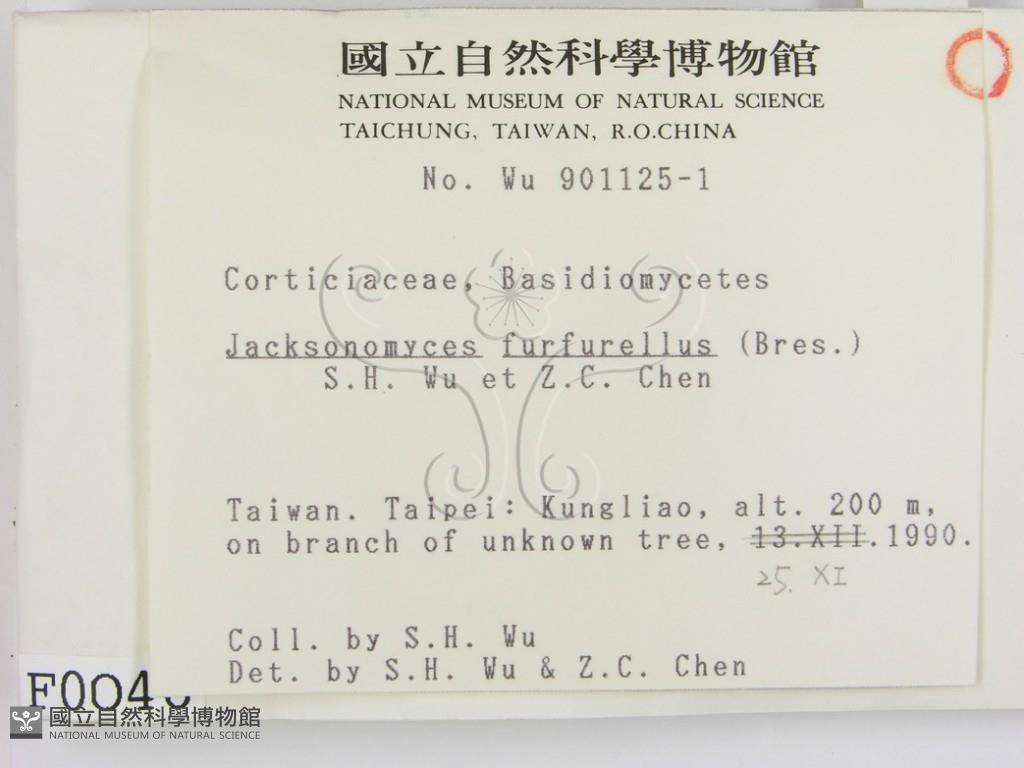 國立自然科學博物館
NATIONAL MUSEUM OF NATURAL SCIENCE
TAICHUNG, TAIWAN, R.O.CHINA
No. Wu 901125-1
Corticiaceae, Basidiomycetes
Jacksonomyces furfurellus (Bres.)
S.H. Wu et Z.C. Chen
Taiwan. Taipei: Kungliao, alt. 200 m,
on branch of unknown tree, 13.XII.1990.
25. XI
Coll. by S.H. Wu
Det. by S.H. Wu & Z.C. Chen
國立自然科學博物館
NATIONAL MUSEUM OF NATURAL SCIENCE